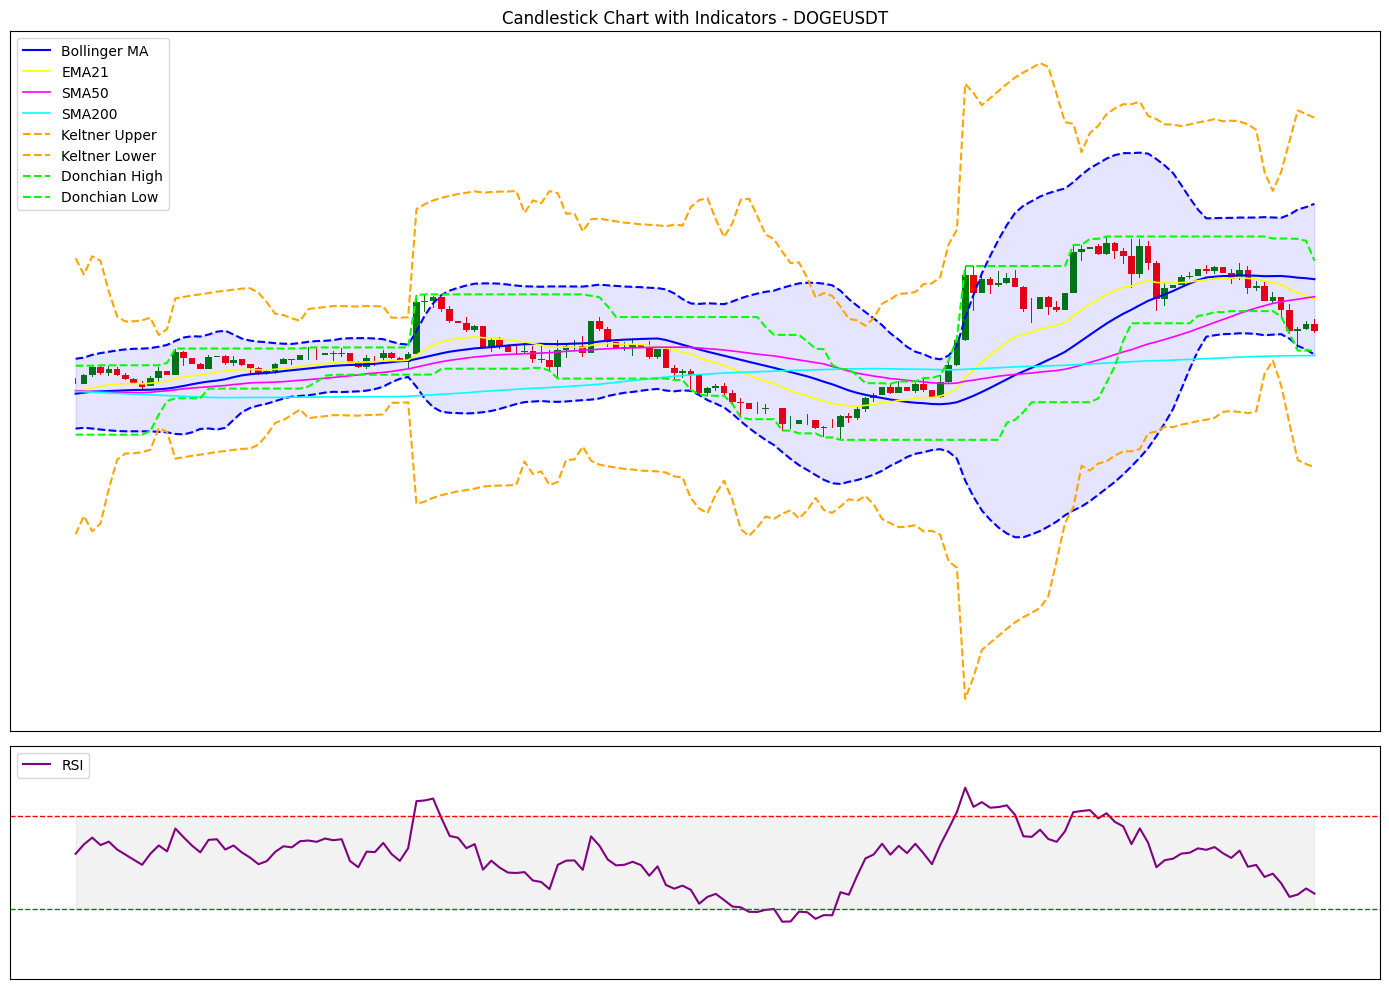 Candlestick Chart with Indicators - DOGEUSDT
Bollinger MA
EMA21
SMA50
SMA200
Keltner Upper
Keltner Lower
Donchian High
Donchian Low
RSI